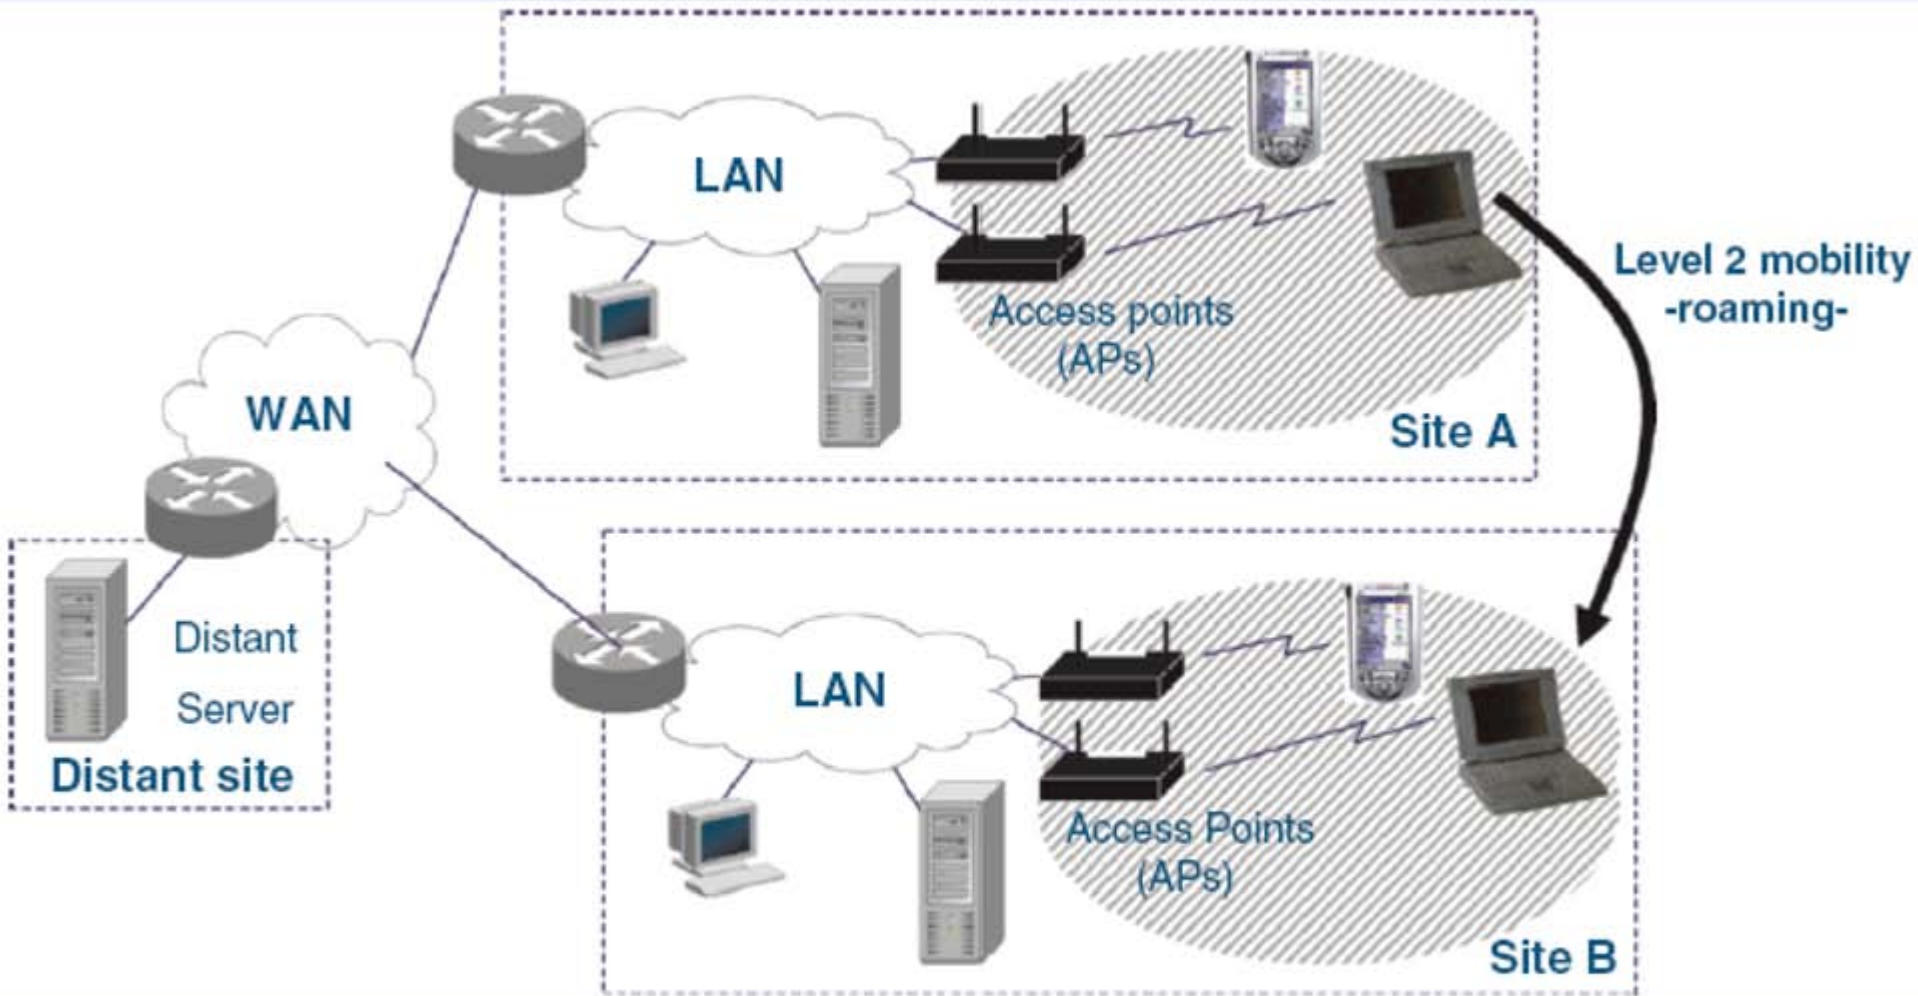 LAN
Access points
(APs)
Site A
Level 2 mobility
-roaming-
WAN
Distant
Server
Distant site
LAN
Access Points
(APs)
Site B